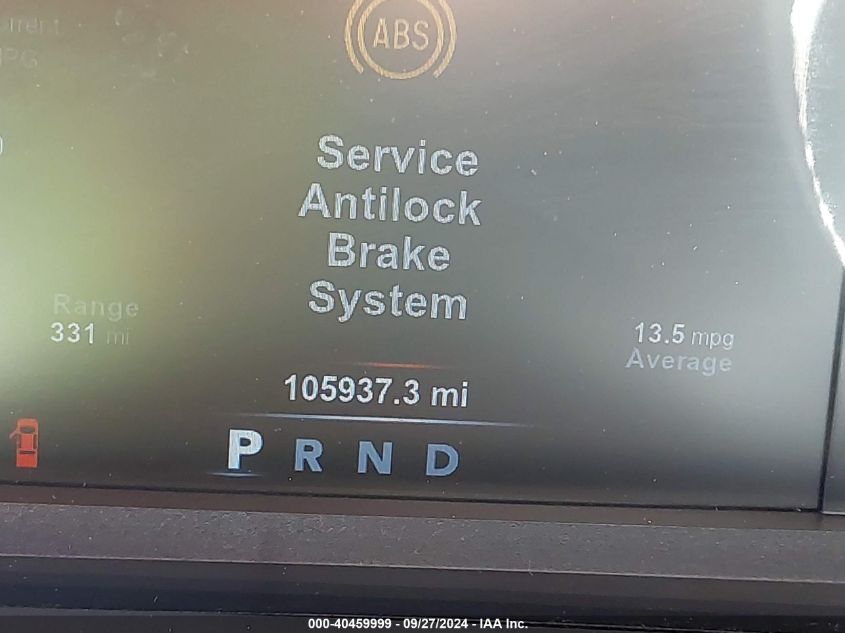 ABS
Service
Antilock
Brake
System
Range
331 mi
13.5 mpg
Average
105937.3 mi
P R N D
000-40459999 - 09/27/2024 - IAA Inc.